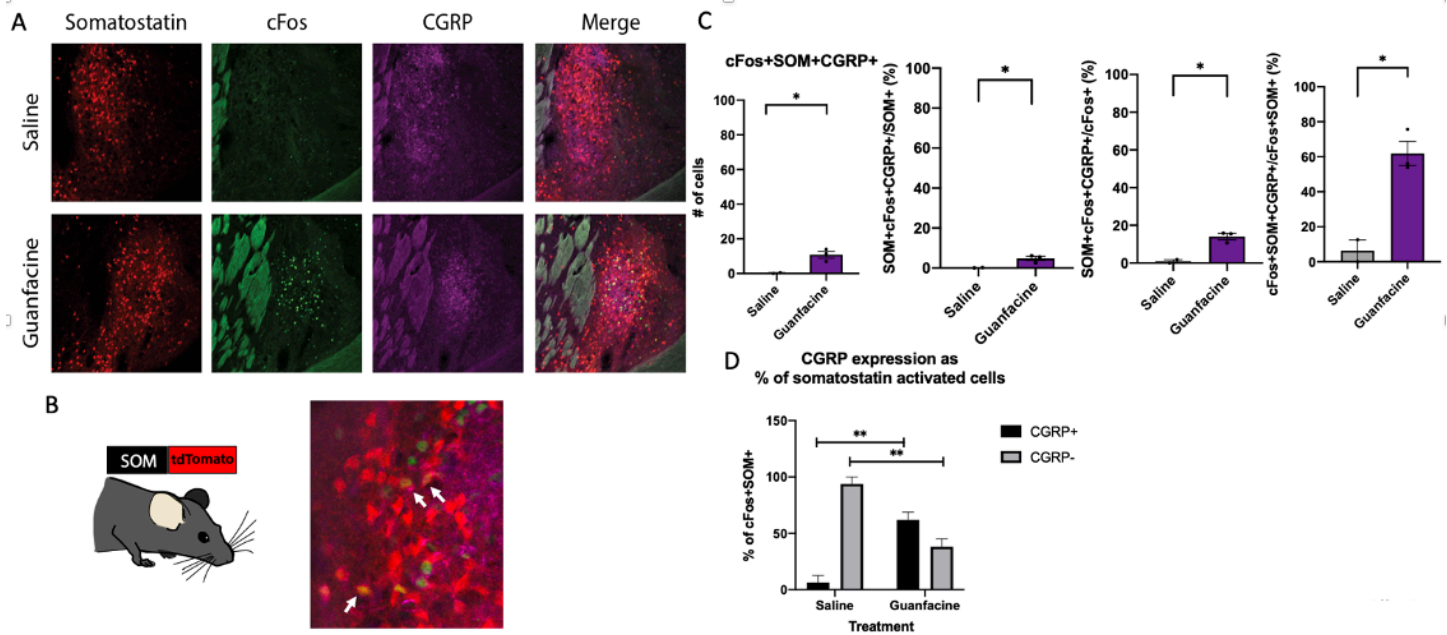 A
Somatostatin
cFos
CGRP
Merge
Saline
Guanfacine
B
SOM
tdTomato
C
cFos+SOM+CGRP+
# of cells
100
80
60
40
20
0
*
Saline
Guanfacine
SOM+cFos+CGRP+/SOM+ (%)
100
80
60
40
20
0
*
Saline
Guanfacine
SOM+cFos+CGRP+/cFos+ (%)
100
80
60
40
20
0
*
Saline
Guanfacine
cFos+SOM+CGRP+/cFos+SOM+ (%)
100
80
60
40
20
0
*
Saline
Guanfacine
D
CGRP expression as
% of somatostatin activated cells
% of cFos+SOM+
150
100
50
0
**
**
Saline
Guanfacine
Treatment
CGRP+
CGRP-